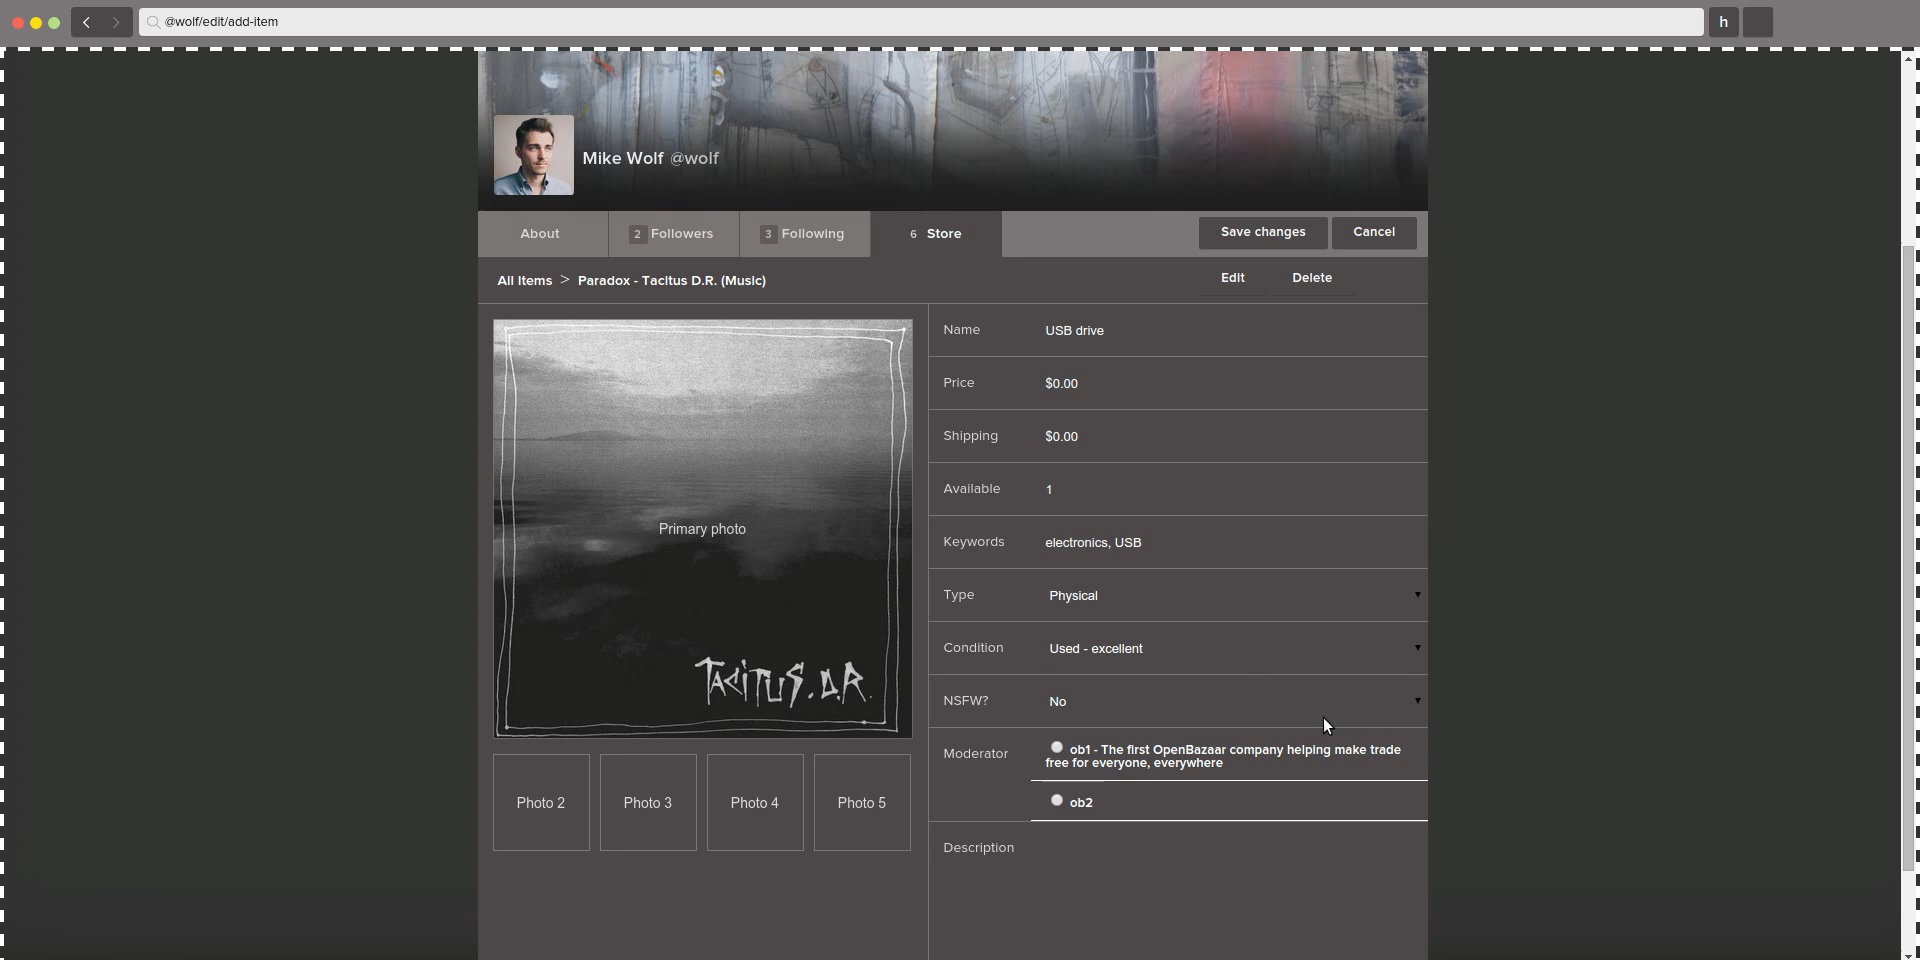 @wolf/edit/add-item
h
Mike Wolf @wolf
About
2 Followers
3 Following
6 Store
Save changes
Cancel
All Items > Paradox - Tacitus D.R. (Music)
Edit
Delete
Primary photo
TACITUS.D.R.
Photo 2
Photo 3
Photo 4
Photo 5
Name
USB drive
Price
$0.00
Shipping
$0.00
Available
1
Keywords
electronics, USB
Type
Physical
Condition
Used - excellent
NSFW?
No
Moderator
ob1 - The first OpenBazaar company helping make trade
free for everyone, everywhere
ob2
Description